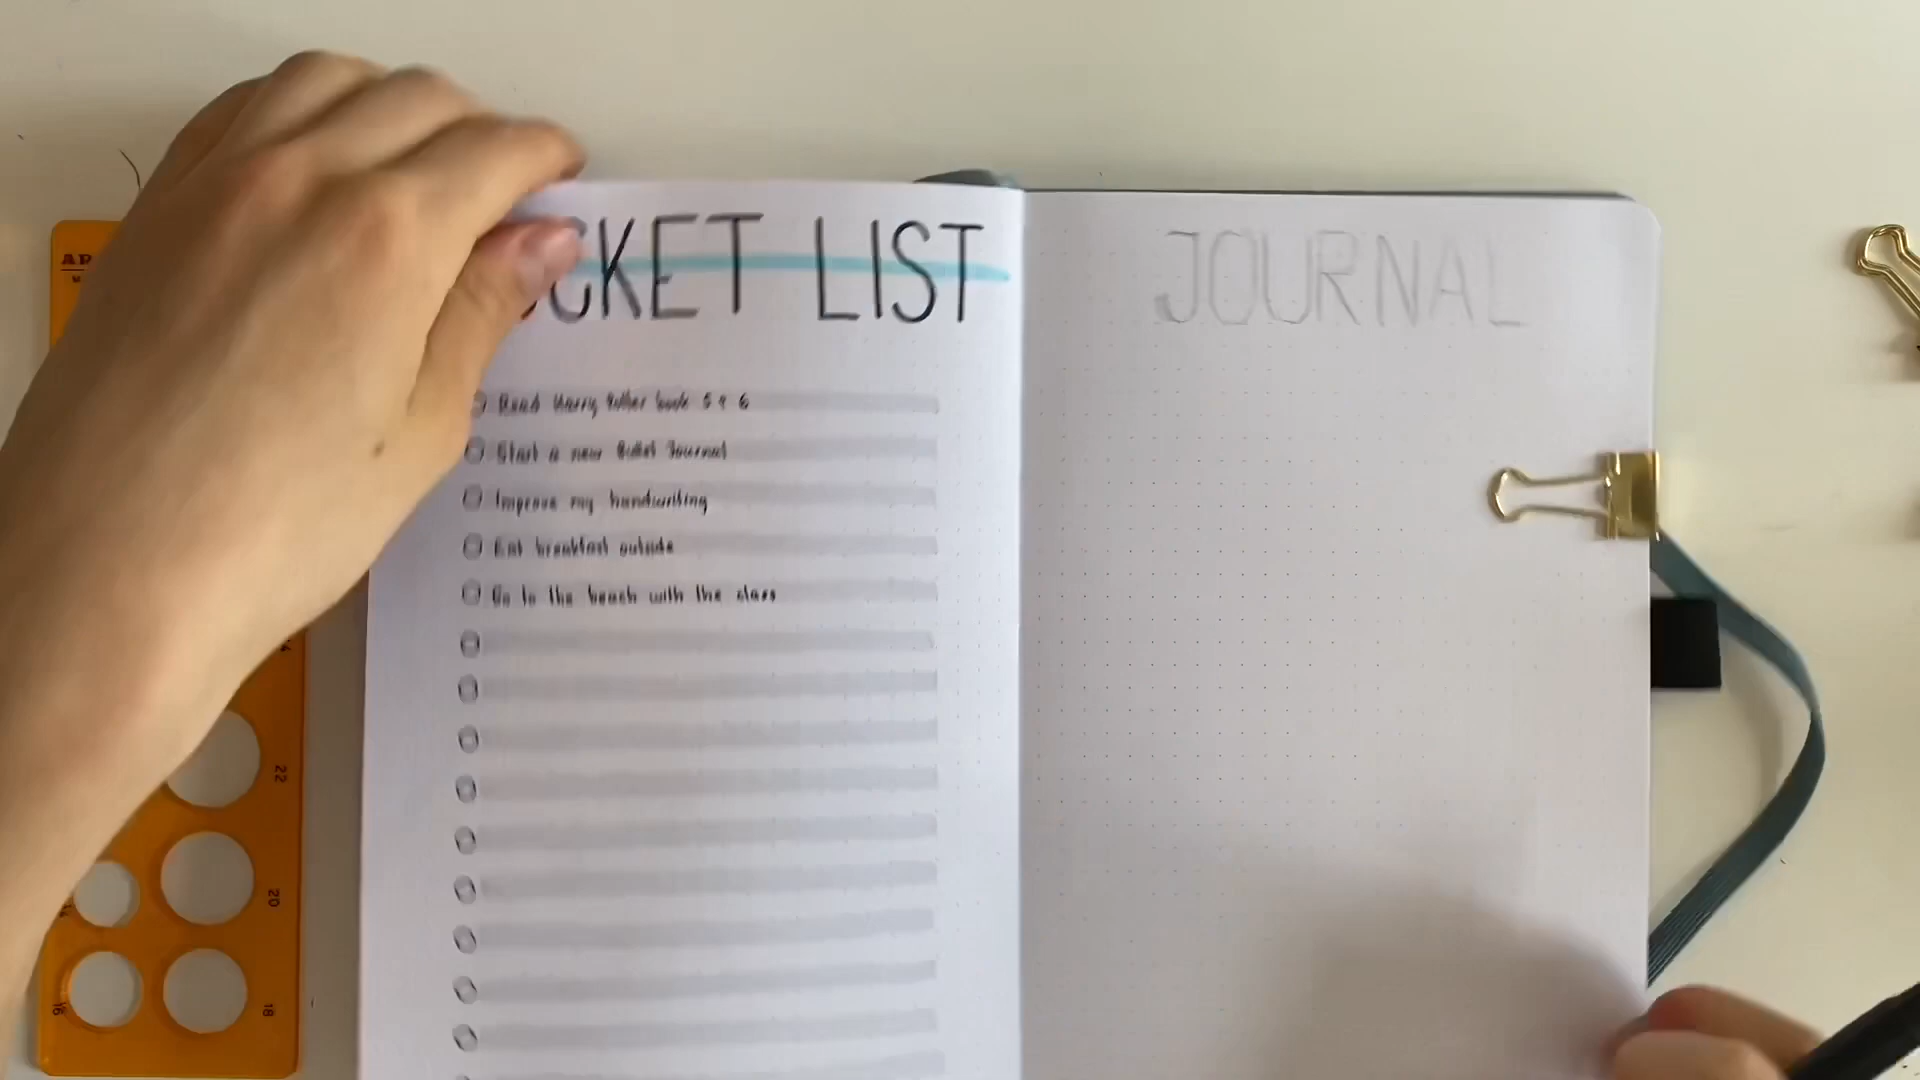 CKET LIST
Read Harry Potter book 5 & 6
Start a new Bullet Journal
Improve my handwriting
Eat breakfast outside
Go to the beach with the class
JOURNAL
22
20
18
16